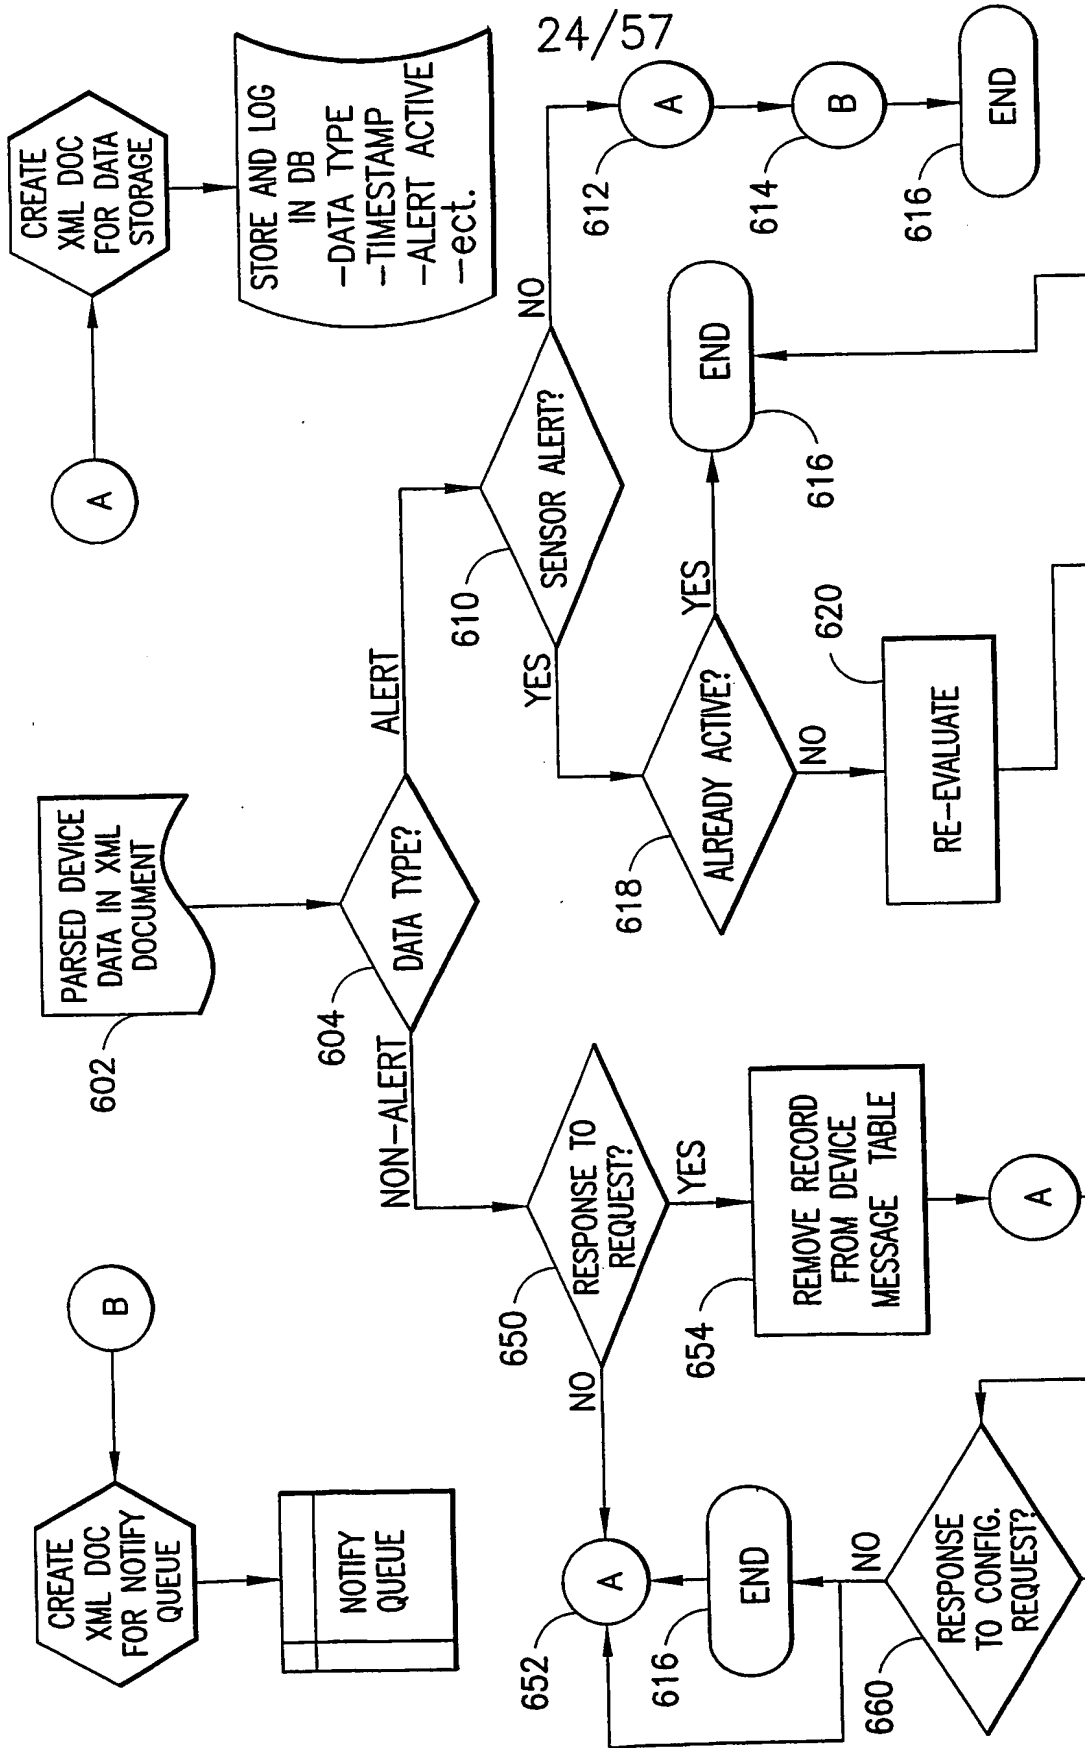 24/57
B
CREATE
XML DOC
FOR NOTIFY
QUEUE
NOTIFY
QUEUE
PARSED DEVICE
DATA IN XML
DOCUMENT
602
A
CREATE
XML DOC
FOR DATA
STORAGE
STORE AND LOG
IN DB
-DATA TYPE
-TIMESTAMP
-ALERT ACTIVE
-ect.
DATA TYPE?
604
NON-ALERT
ALERT
RESPONSE TO
REQUEST?
650
NO
YES
A
652
END
616
REMOVE RECORD
FROM DEVICE
MESSAGE TABLE
654
A
RESPONSE
TO CONFIG.
REQUEST?
660
NO
SENSOR ALERT?
610
YES
NO
ALREADY ACTIVE?
618
YES
NO
END
616
RE-EVALUATE
620
A
612
B
614
END
616